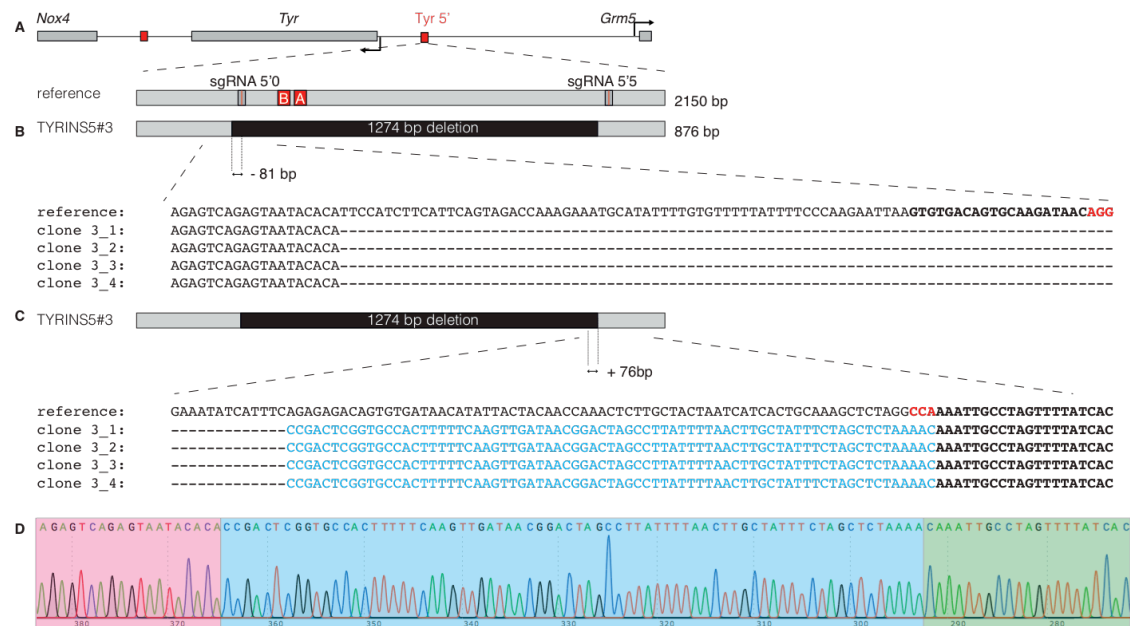 A Nox4 Tyr Tyr 5' Grm5
sgRNA 5'0 sgRNA 5'5
reference B A 2150 bp
B TYRINS5#3 1274 bp deletion 876 bp
- 81 bp
reference: AGAGTCAGAGTAATACACATTCCATCTTCATTCAGTAGACCAAAGAAATGCATATTTTGTGTTTTTATTTTCCCAAGAATTAAGTGTGACAGTGCAAGATAACAGG
clone 3_1: AGAGTCAGAGTAATACACA---------------------------------------------------------------------------------------
clone 3_2: AGAGTCAGAGTAATACACA---------------------------------------------------------------------------------------
clone 3_3: AGAGTCAGAGTAATACACA---------------------------------------------------------------------------------------
clone 3_4: AGAGTCAGAGTAATACACA---------------------------------------------------------------------------------------
C TYRINS5#3 1274 bp deletion
+ 76bp
reference: GAAATATCATTTCAGAGAGACAGTGTGATAACATATTACTACAACCAAACTCTTGCTACTAATCATCACTGCAAAGCTCTAGGCCAAAATTGCCTAGTTTTATCAC
clone 3_1: -------------CCGACTCGGTGCCACTTTTTCAAGTTGATAACGGACTAGCCTTATTTTAACTTGCTATTTCTAGCTCTAAAACAAATTGCCTAGTTTTATCAC
clone 3_2: -------------CCGACTCGGTGCCACTTTTTCAAGTTGATAACGGACTAGCCTTATTTTAACTTGCTATTTCTAGCTCTAAAACAAATTGCCTAGTTTTATCAC
clone 3_3: -------------CCGACTCGGTGCCACTTTTTCAAGTTGATAACGGACTAGCCTTATTTTAACTTGCTATTTCTAGCTCTAAAACAAATTGCCTAGTTTTATCAC
clone 3_4: -------------CCGACTCGGTGCCACTTTTTCAAGTTGATAACGGACTAGCCTTATTTTAACTTGCTATTTCTAGCTCTAAAACAAATTGCCTAGTTTTATCAC
D AGAGTCAGAGTAATACACACCGACTCGGTGCCACTTTTTCAAGTTGATAACGGACTAGCCTTATTTTAACTTGCTATTTCTAGCTCTAAAACAAATTGCCTAGTTTTATCAC
380 370 360 350 340 330 320 310 300 290 280